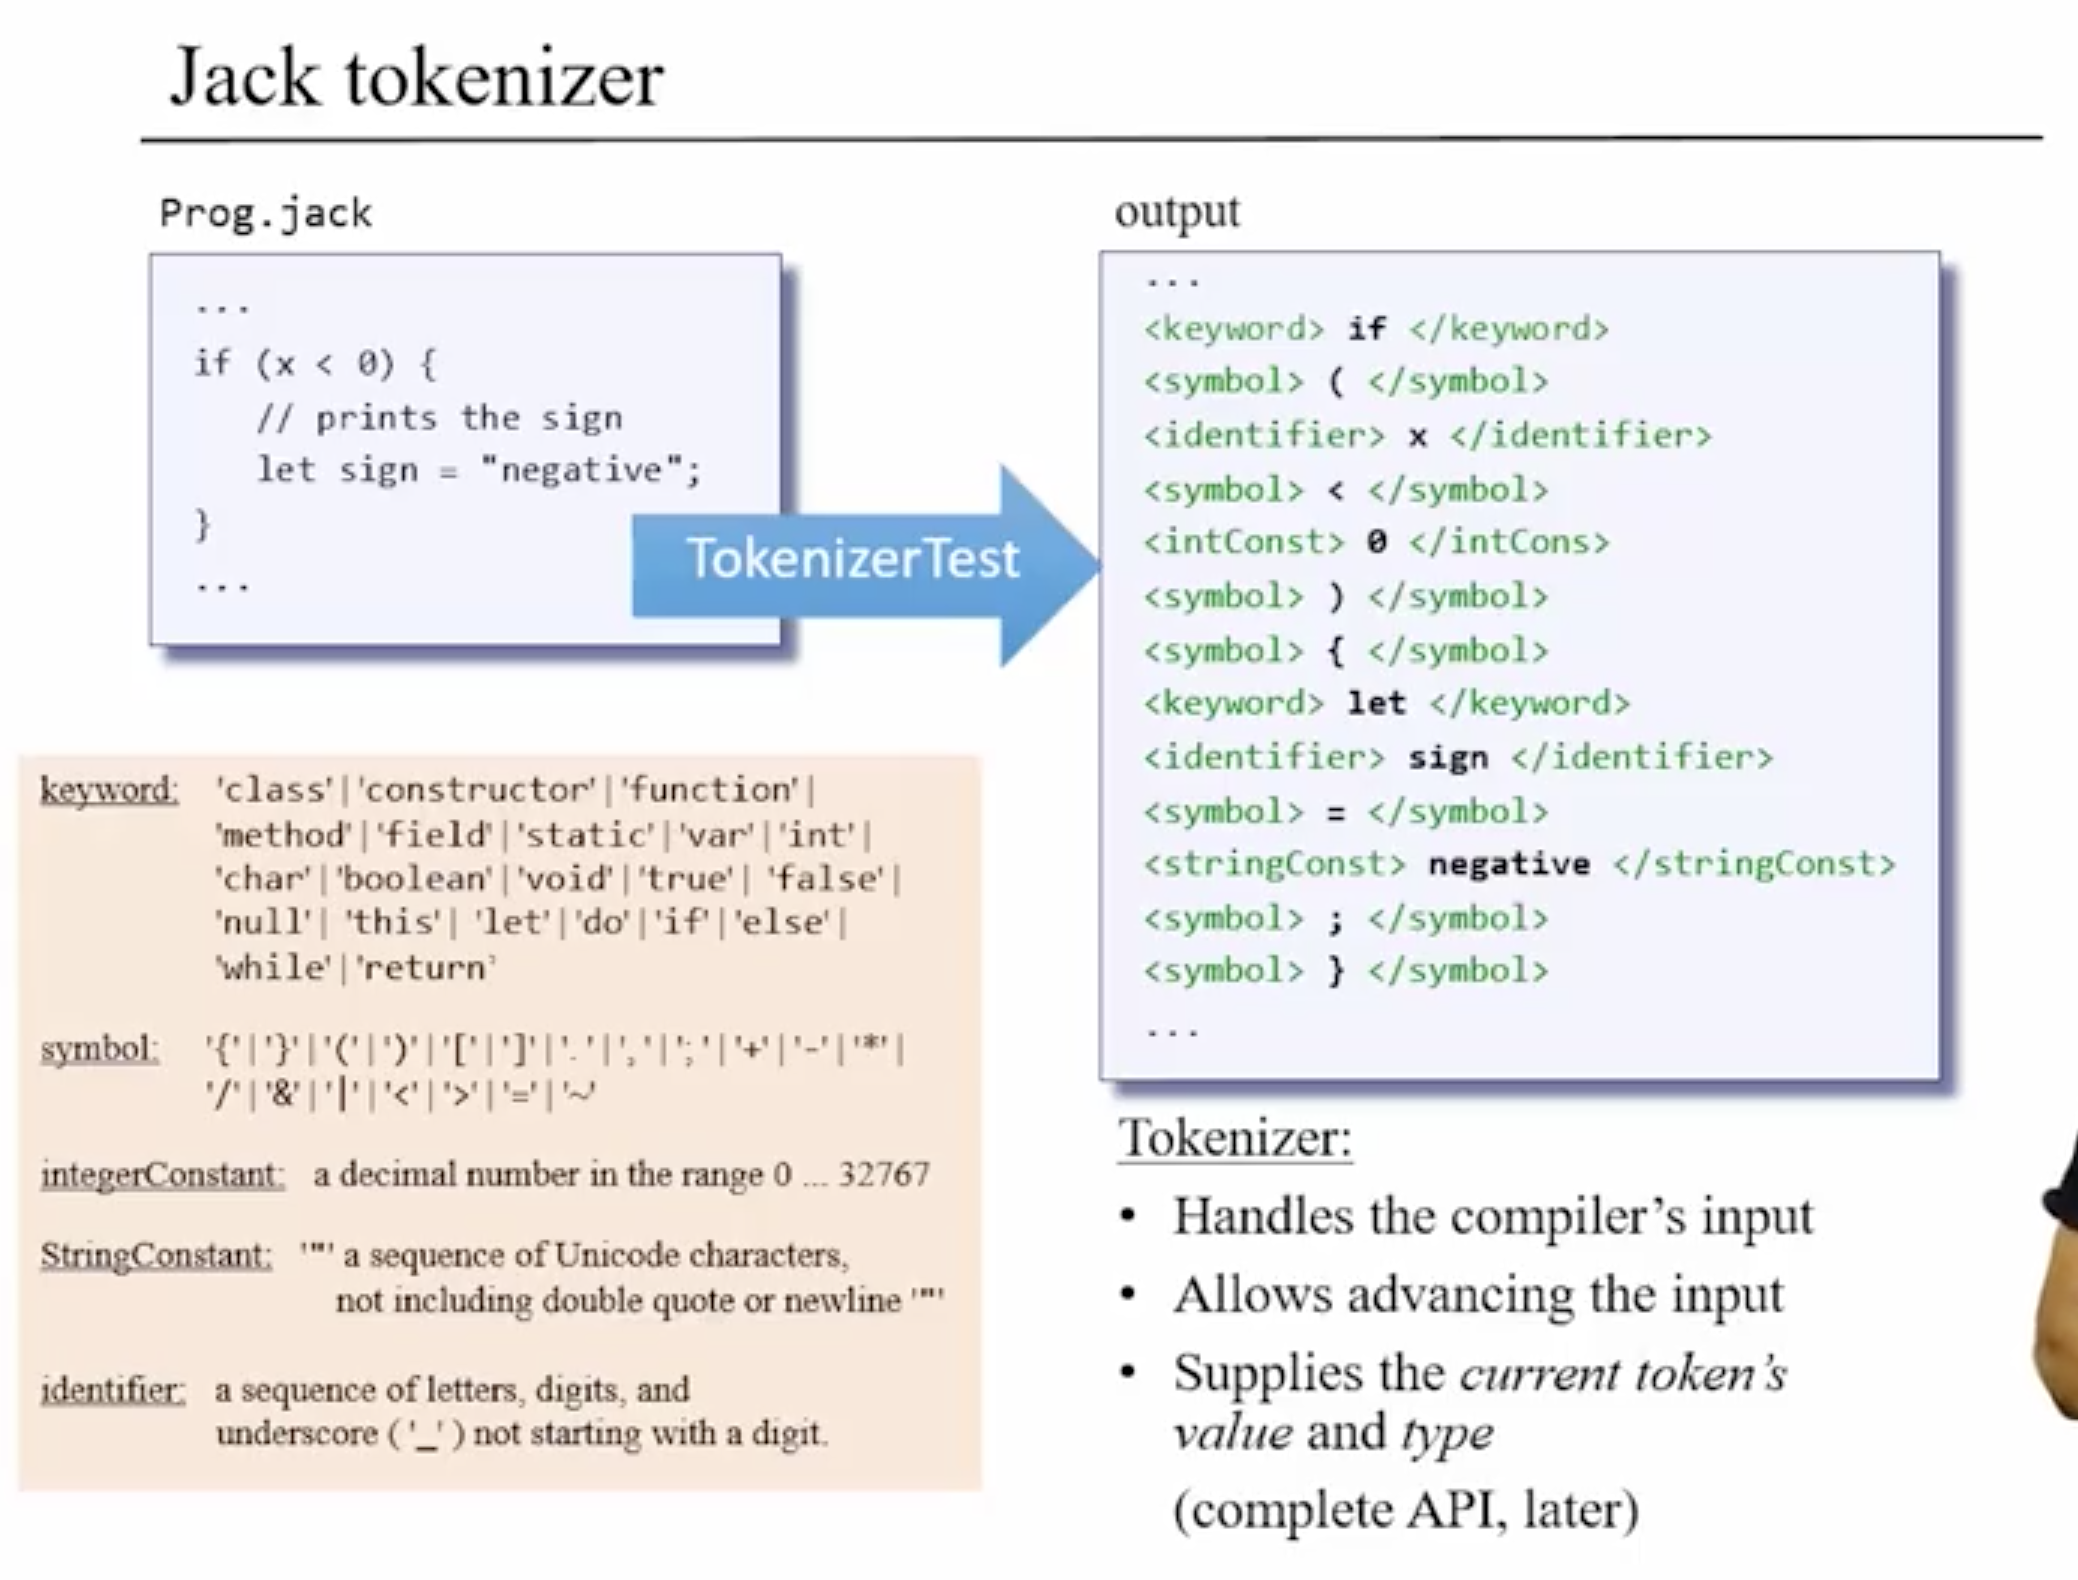 Jack tokenizer
Prog.jack
...
if (x < 0) {
// prints the sign
let sign = "negative";
}
...
TokenizerTest
output
...
<keyword> if </keyword>
<symbol> ( </symbol>
<identifier> x </identifier>
<symbol> < </symbol>
<intConst> 0 </intCons>
<symbol> ) </symbol>
<symbol> { </symbol>
<keyword> let </keyword>
<identifier> sign </identifier>
<symbol> = </symbol>
<stringConst> negative </stringConst>
<symbol> ; </symbol>
<symbol> } </symbol>
...
keyword: 'class'|'constructor'|'function'|
'method'|'field'|'static'|'var'|'int'|
'char'|'boolean'|'void'|'true'| 'false'|
'null'| 'this'| 'let'|'do'|'if'|'else'|
'while'|'return'
symbol: '{'|'}'|'('|')'|'['|']'|'.'|','|';'|'+'|'-'|'*'|
'/'|'&'|'|'|'<'|'>'|'='|'~'
integerConstant: a decimal number in the range 0 ... 32767
StringConstant: '"' a sequence of Unicode characters,
not including double quote or newline '"'
identifier: a sequence of letters, digits, and
underscore ( '_' ) not starting with a digit.
Tokenizer:
• Handles the compiler’s input
• Allows advancing the input
• Supplies the current token’s
value and type
(complete API, later)